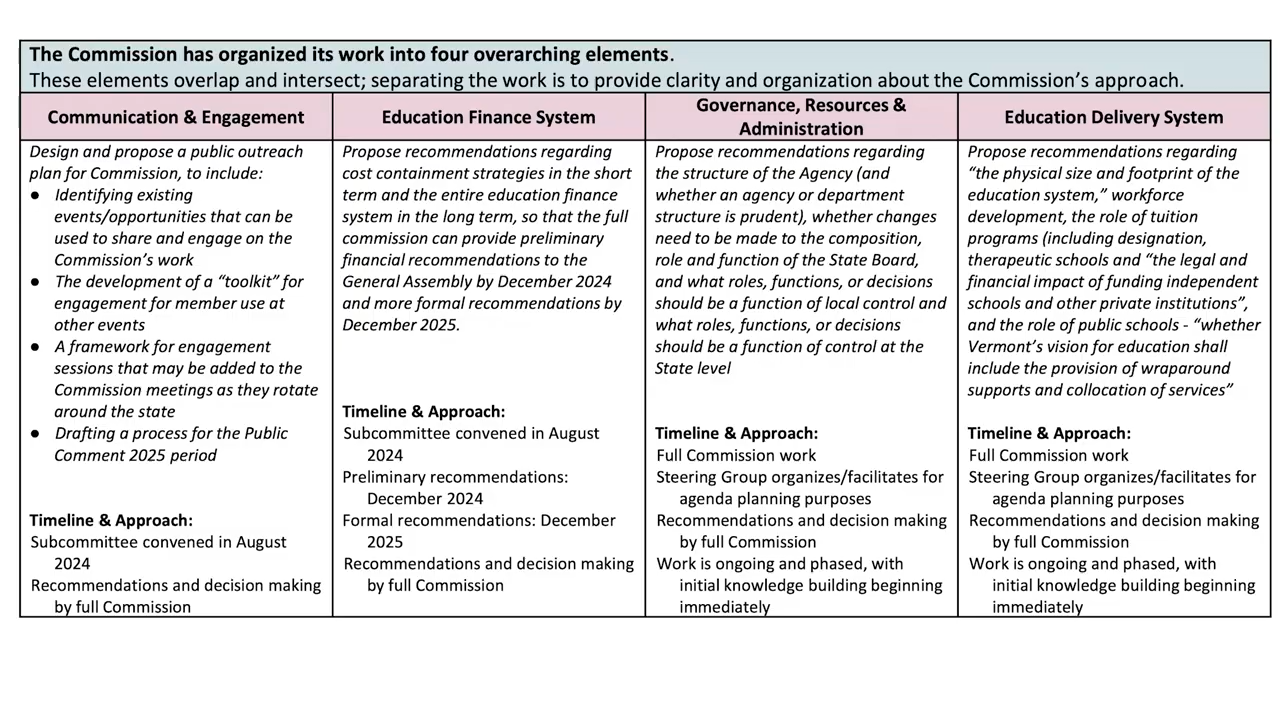 The Commission has organized its work into four overarching elements.
These elements overlap and intersect; separating the work is to provide clarity and organization about the Commission's approach.
Communication & Engagement
Design and propose a public outreach
plan for Commission, to include:
● Identifying existing
events/opportunities that can be
used to share and engage on the
Commission's work
● The development of a "toolkit" for
engagement for member use at
other events
● A framework for engagement
sessions that may be added to the
Commission meetings as they rotate
around the state
● Drafting a process for the Public
Comment 2025 period
Timeline & Approach:
Subcommittee convened in August
2024
Recommendations and decision making
by full Commission
Education Finance System
Propose recommendations regarding
cost containment strategies in the short
term and the entire education finance
system in the long term, so that the full
commission can provide preliminary
financial recommendations to the
General Assembly by December 2024
and more formal recommendations by
December 2025.
Timeline & Approach:
Subcommittee convened in August
2024
Preliminary recommendations:
December 2024
Formal recommendations: December
2025
Recommendations and decision making
by full Commission
Governance, Resources &
Administration
Propose recommendations regarding
the structure of the Agency (and
whether an agency or department
structure is prudent), whether changes
need to be made to the composition,
role and function of the State Board,
and what roles, functions, or decisions
should be a function of local control and
what roles, functions, or decisions
should be a function of control at the
State level
Timeline & Approach:
Full Commission work
Steering Group organizes/facilitates for
agenda planning purposes
Recommendations and decision making
by full Commission
Work is ongoing and phased, with
initial knowledge building beginning
immediately
Education Delivery System
Propose recommendations regarding
"the physical size and footprint of the
education system," workforce
development, the role of tuition
programs (including designation,
therapeutic schools and "the legal and
financial impact of funding independent
schools and other private institutions",
and the role of public schools - "whether
Vermont's vision for education shall
include the provision of wraparound
supports and collocation of services"
Timeline & Approach:
Full Commission work
Steering Group organizes/facilitates for
agenda planning purposes
Recommendations and decision making
by full Commission
Work is ongoing and phased, with
initial knowledge building beginning
immediately